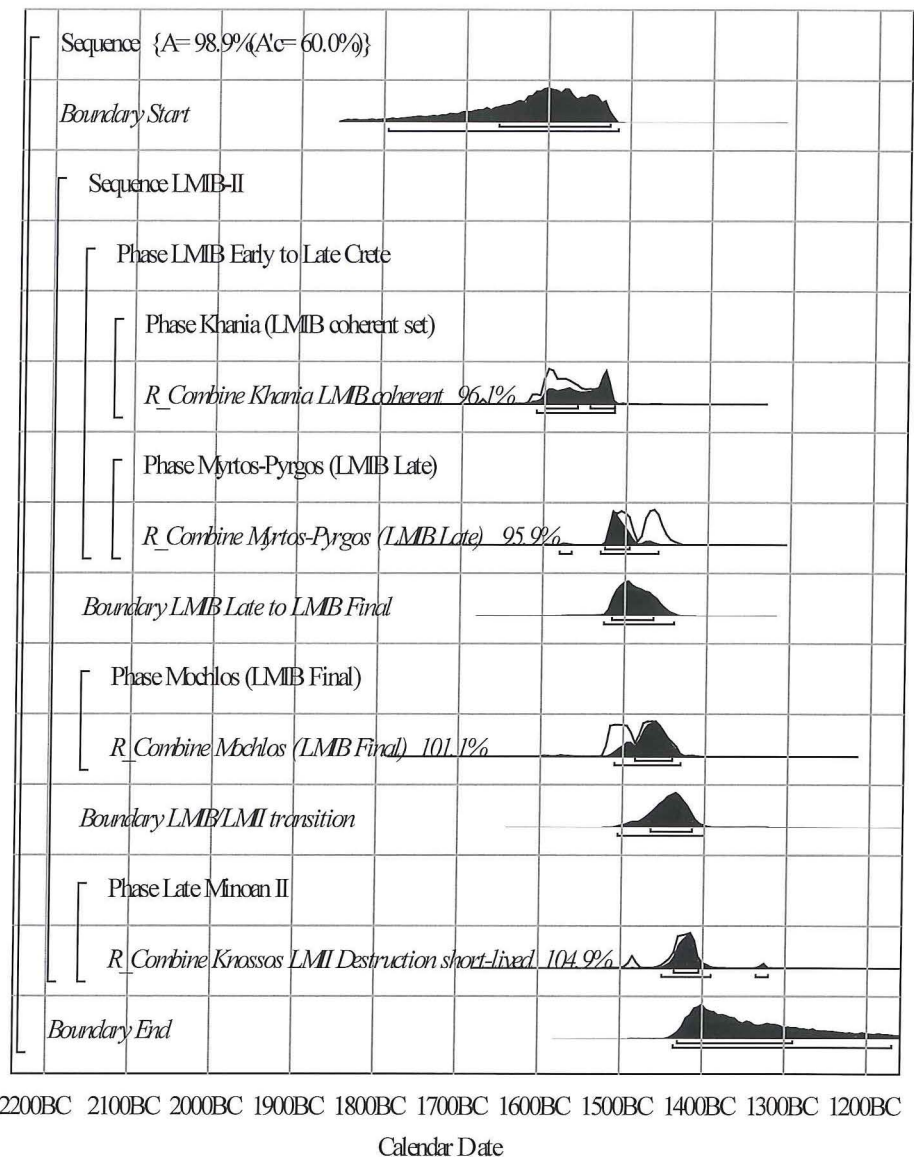 Sequence {A= 98.9%(A'c= 60.0%)}
Boundary Start
Sequence LMIB-II
Phase LMIB Early to Late Crete
Phase Khania (LMIB coherent set)
R_Combine Khania LMIB coherent 96.1%
Phase Myrtos-Pyrgos (LMIB Late)
R_Combine Myrtos-Pyrgos (LMIB Late) 95.9%
Boundary LMIB Late to LMIB Final
Phase Mochlos (LMIB Final)
R_Combine Mochlos (LMIB Final) 101.1%
Boundary LMIB/LMII transition
Phase Late Minoan II
R_Combine Knossos LMII Destruction short-lived 104.9%
Boundary End
2200BC 2100BC 2000BC 1900BC 1800BC 1700BC 1600BC 1500BC 1400BC 1300BC 1200BC
Calendar Date